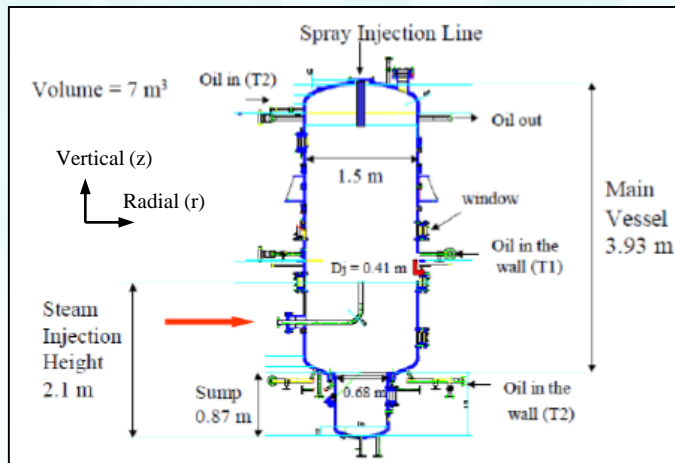 Spray Injection Line
Oil in (T2)
Volume = 7 m³
Oil out
Vertical (z)
1.5 m
Radial (r)
window
Main
Vessel
3.93 m
Dj = 0.41 m
Oil in the
wall (T1)
Steam
Injection
Height
2.1 m
Sump
0.87 m
0.68 m
Oil in the
wall (T2)